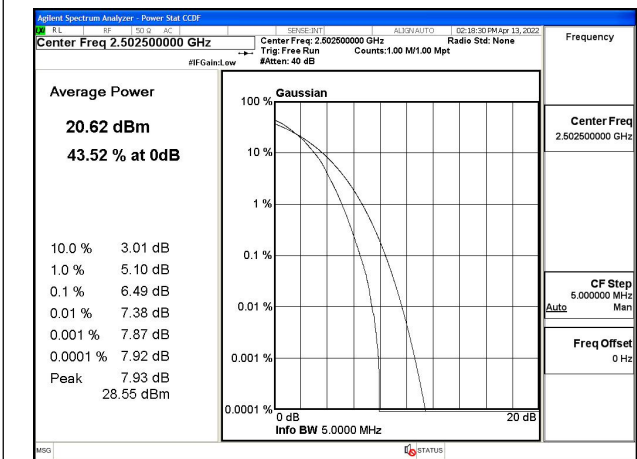 Agilent Spectrum Analyzer - Power Stat CCDF
RL RF 50 Ω AC SENSE:INT ALIGNAUTO 02:18:30 PM Apr 13, 2022
Center Freq 2.502500000 GHz
Center Freq: 2.502500000 GHz Radio Std: None
Trig: Free Run Counts:1.00 M/1.00 Mpt
#IFGain:Low #Atten: 40 dB
Frequency
Average Power
20.62 dBm
43.52 % at 0dB
10.0 % 3.01 dB
1.0 % 5.10 dB
0.1 % 6.49 dB
0.01 % 7.38 dB
0.001 % 7.87 dB
0.0001 % 7.92 dB
Peak 7.93 dB
28.55 dBm
Gaussian
100 %
10 %
1 %
0.1 %
0.01 %
0.001 %
0.0001 %
0 dB 20 dB
Info BW 5.0000 MHz
Center Freq
2.502500000 GHz
CF Step
5.000000 MHz
Auto Man
Freq Offset
0 Hz
MSG STATUS